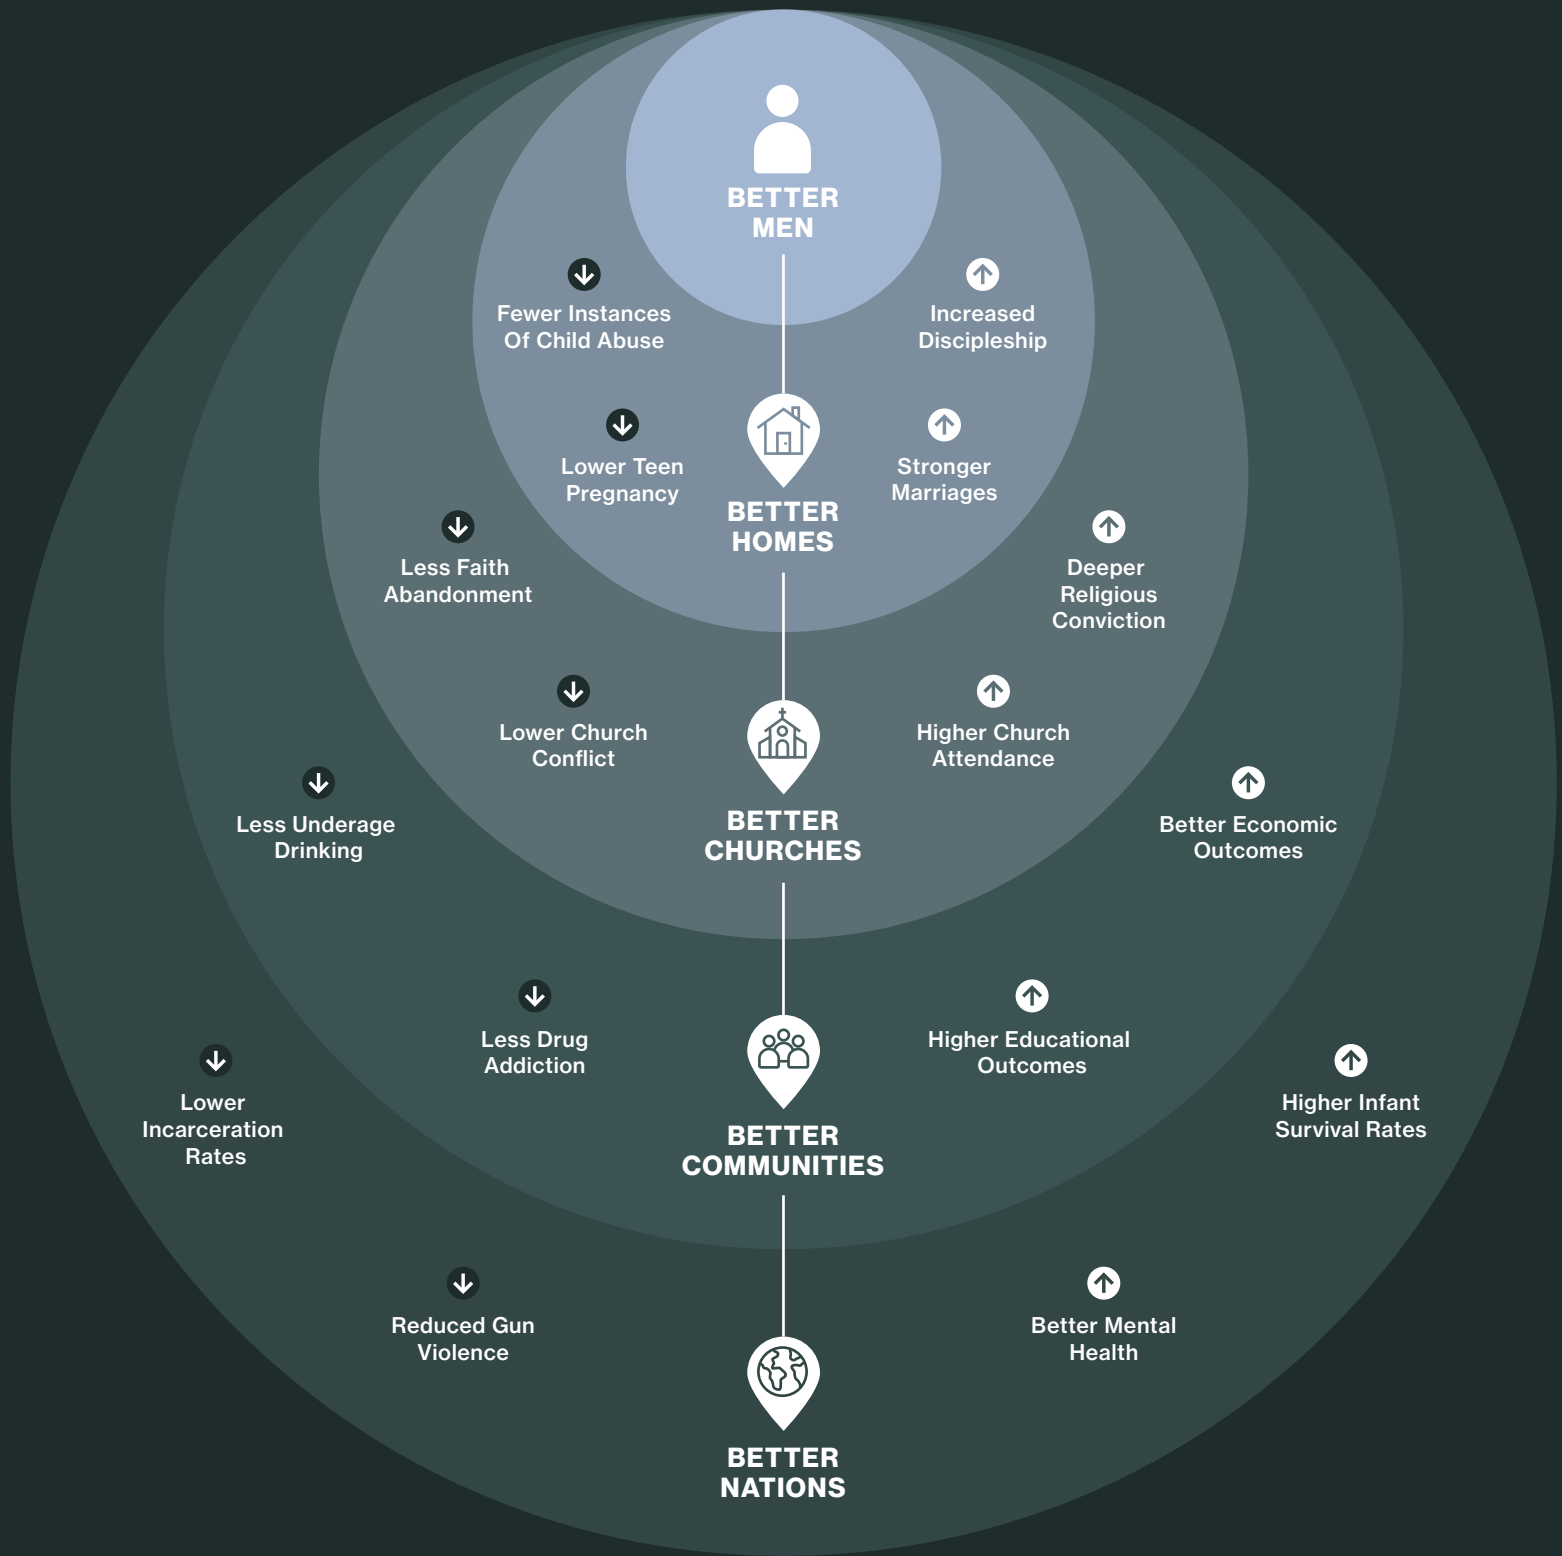 BETTER
MEN
Fewer Instances
Of Child Abuse
Increased
Discipleship
Lower Teen
Pregnancy
Stronger
Marriages
BETTER
HOMES
Less Faith
Abandonment
Deeper
Religious
Conviction
Lower Church
Conflict
Higher Church
Attendance
BETTER
CHURCHES
Less Underage
Drinking
Better Economic
Outcomes
Less Drug
Addiction
Higher Educational
Outcomes
BETTER
COMMUNITIES
Lower
Incarceration
Rates
Higher Infant
Survival Rates
Reduced Gun
Violence
Better Mental
Health
BETTER
NATIONS